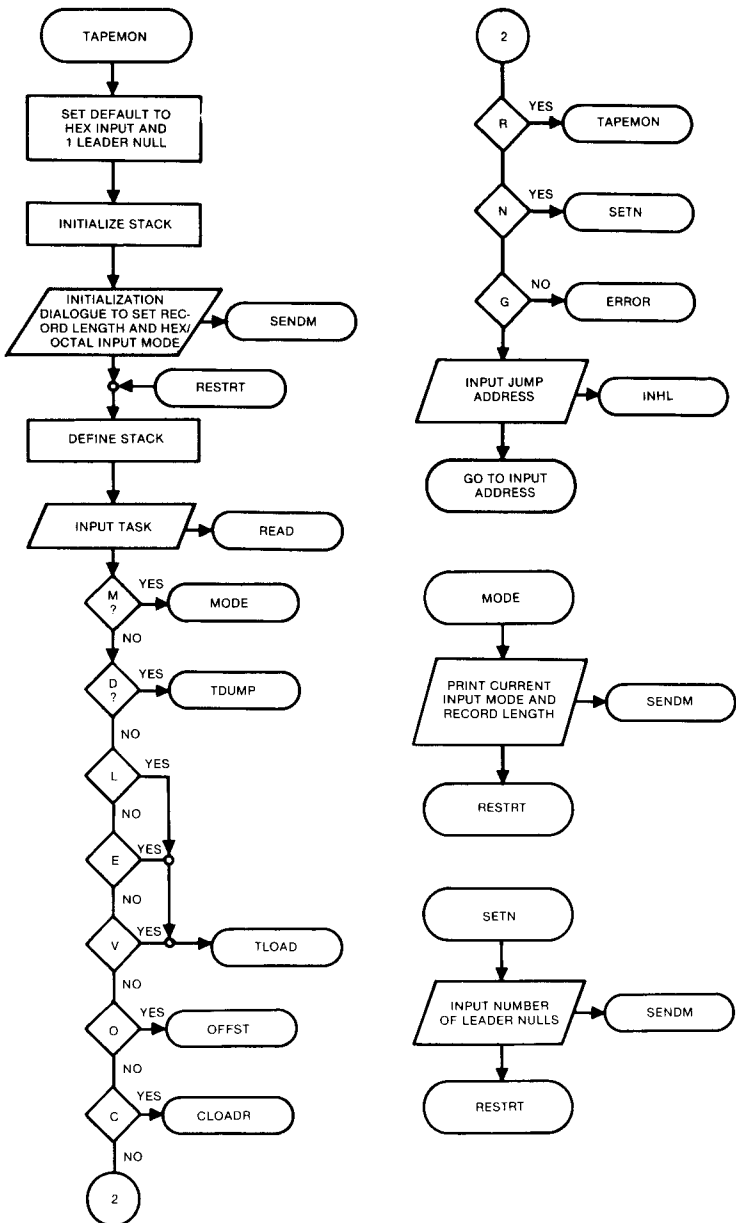 TAPEMON
SET DEFAULT TO
HEX INPUT AND
1 LEADER NULL
INITIALIZE STACK
INITIALIZATION
DIALOGUE TO SET REC-
ORD LENGTH AND HEX/
OCTAL INPUT MODE
SENDM
RESTRT
DEFINE STACK
INPUT TASK
READ
M
?
YES
MODE
NO
D
?
YES
TDUMP
NO
L
YES
NO
E
YES
NO
V
YES
TLOAD
NO
O
YES
OFFST
NO
C
YES
CLOADR
NO
2
2
R
YES
TAPEMON
N
YES
SETN
G
NO
ERROR
INPUT JUMP
ADDRESS
INHL
GO TO INPUT
ADDRESS
MODE
PRINT CURRENT
INPUT MODE AND
RECORD LENGTH
SENDM
RESTRT
SETN
INPUT NUMBER
OF LEADER NULLS
SENDM
RESTRT